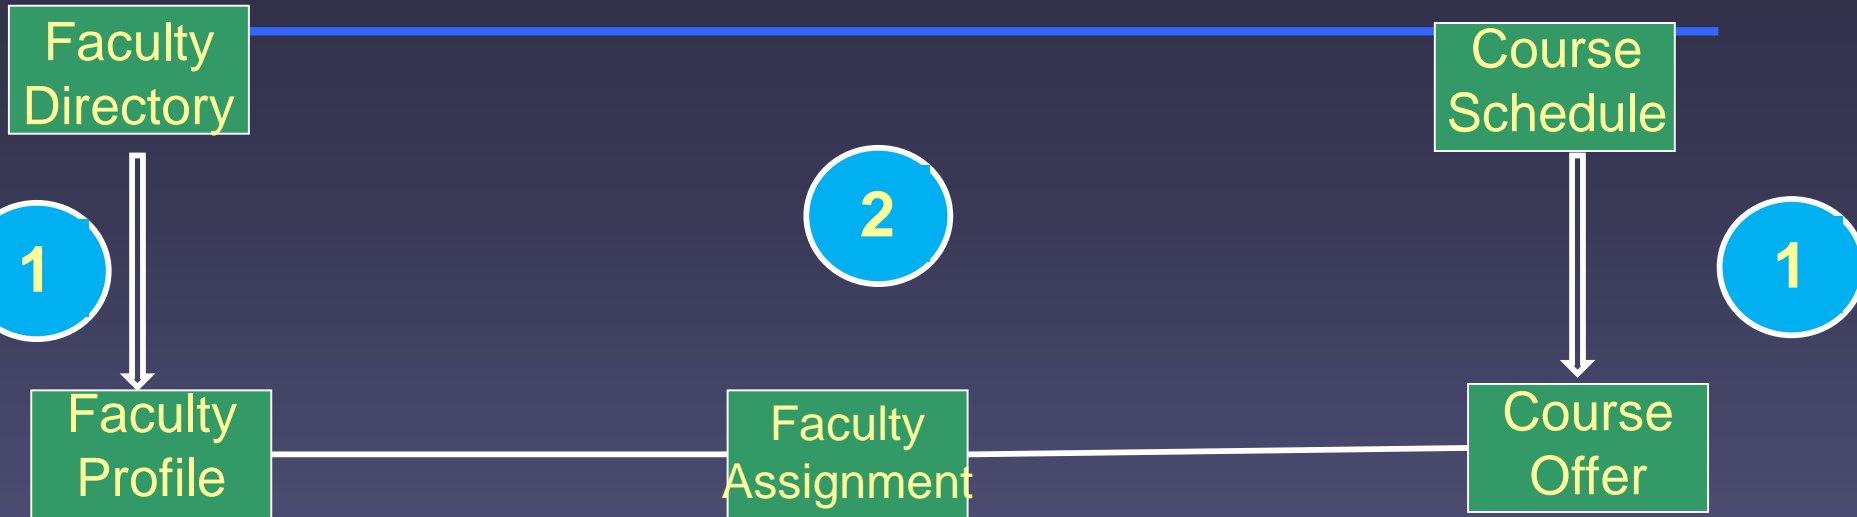 Faculty
Directory
Course
Schedule
1
2
1
Faculty
Profile
Faculty
Assignment
Course
Offer